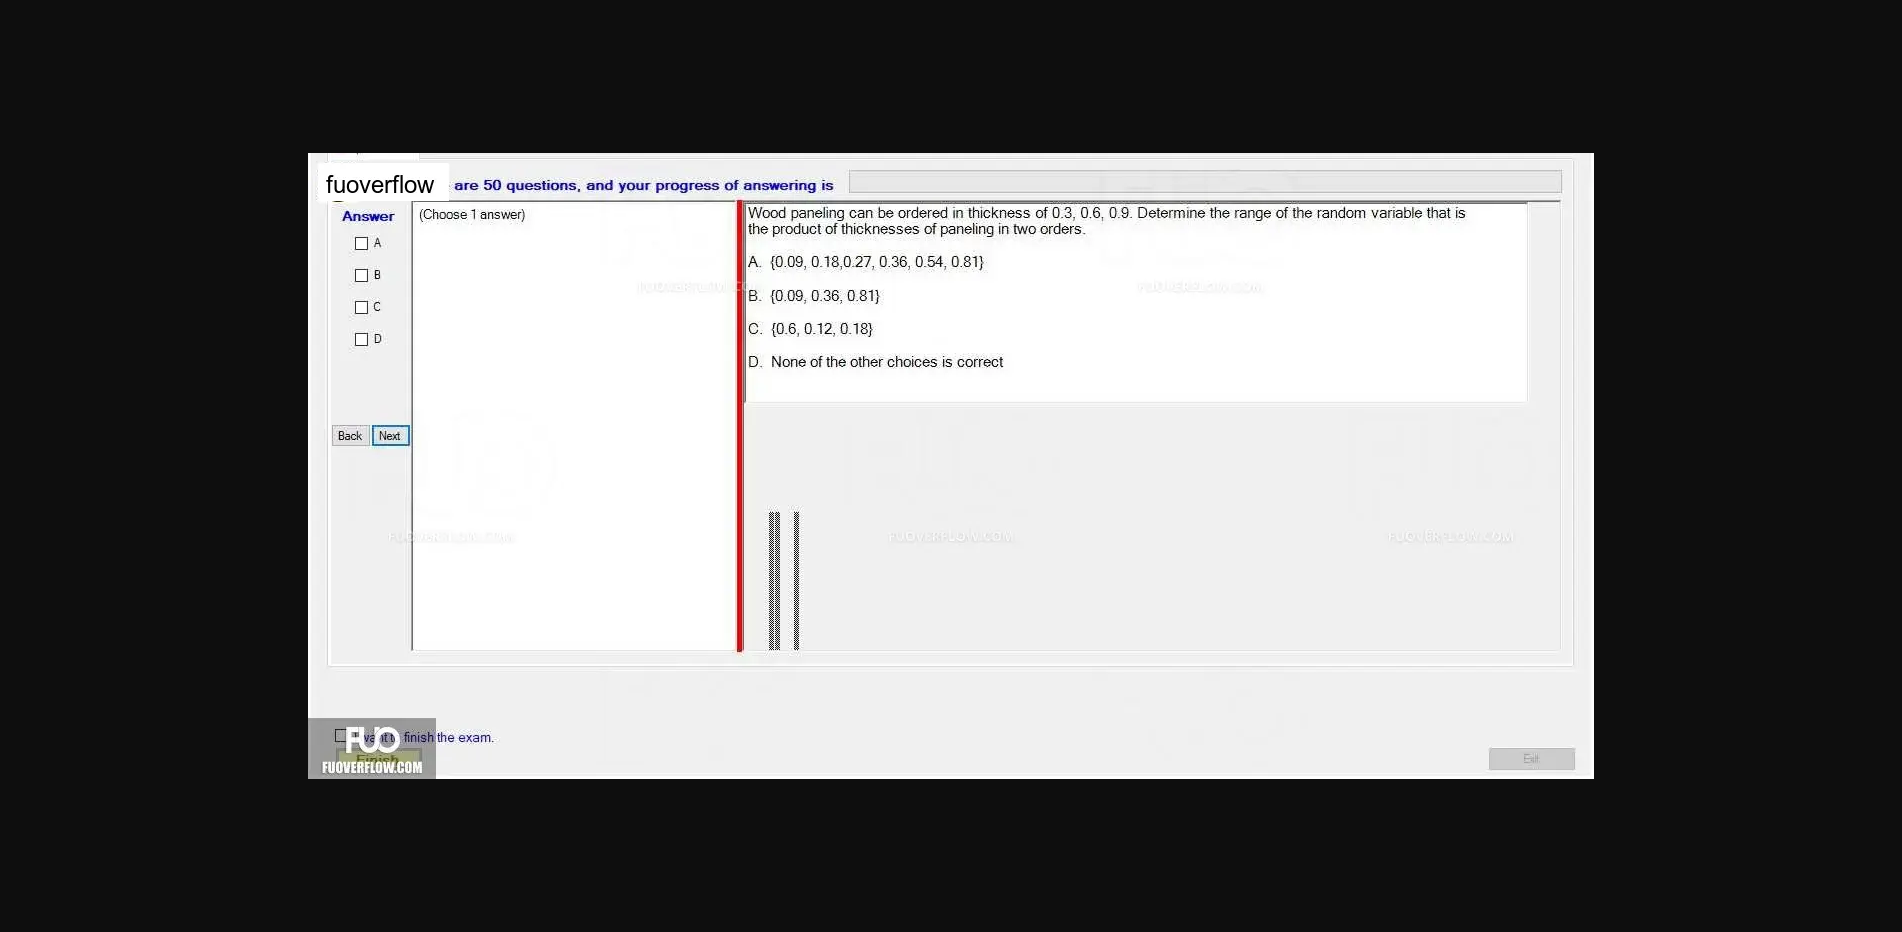 fuoverflow are 50 questions, and your progress of answering is
Answer
(Choose 1 answer)
A
B
C
D
Back Next
Wood paneling can be ordered in thickness of 0.3, 0.6, 0.9. Determine the range of the random variable that is
the product of thicknesses of paneling in two orders.
A. {0.09, 0.18,0.27, 0.36, 0.54, 0.81}
B. {0.09, 0.36, 0.81}
C. {0.6, 0.12, 0.18}
D. None of the other choices is correct
FUOVERFLOW.COM
FUOVERFLOW.COM
FUOVERFLOW.COM
FUOVERFLOW.COM
FUOVERFLOW.COM
I want to finish the exam.
Finish
FUO
FUOVERFLOW.COM
Exit